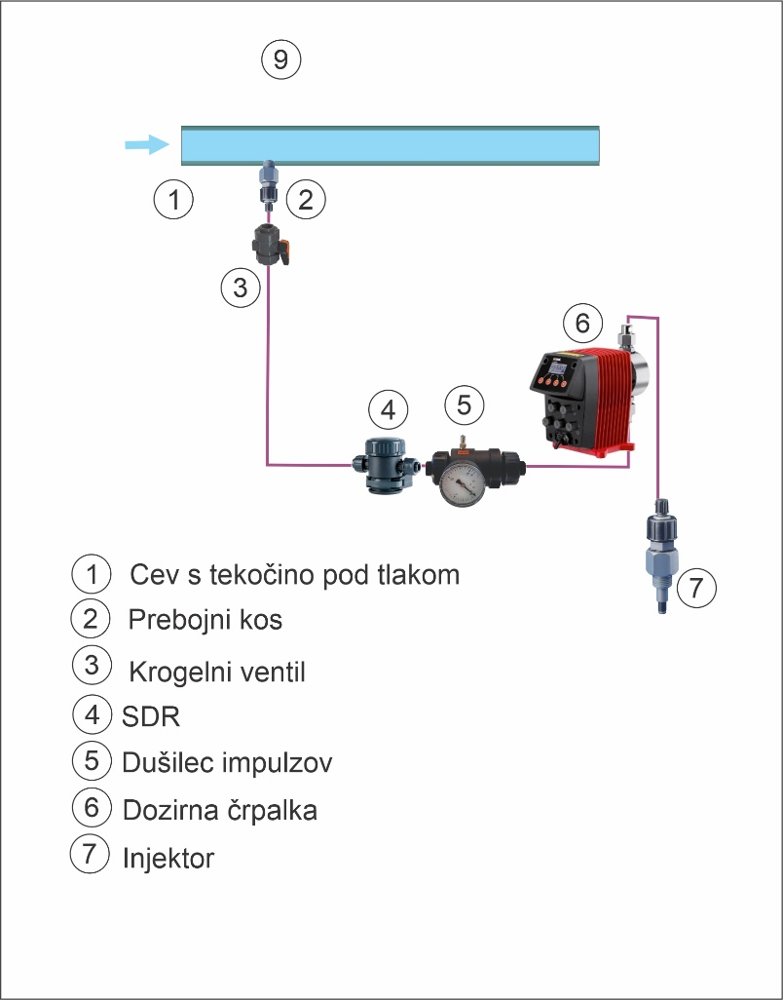 9
1
2
3
6
4
5
7
1 Cev s tekočino pod tlakom
2 Prebojni kos
3 Krogelni ventil
4 SDR
5 Dušilec impulzov
6 Dozirna črpalka
7 Injektor